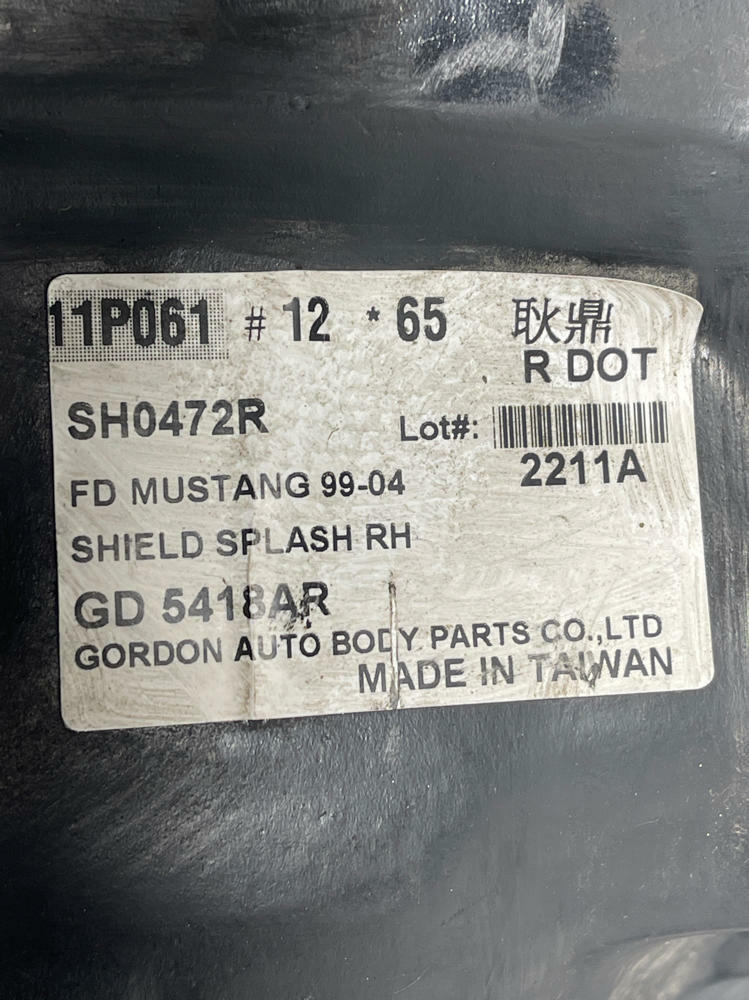 11P061 # 12 * 65 耿鼎
R DOT
SH0472R Lot#:
2211A
FD MUSTANG 99-04
SHIELD SPLASH RH
GD 5418AR
GORDON AUTO BODY PARTS CO.,LTD
MADE IN TAIWAN